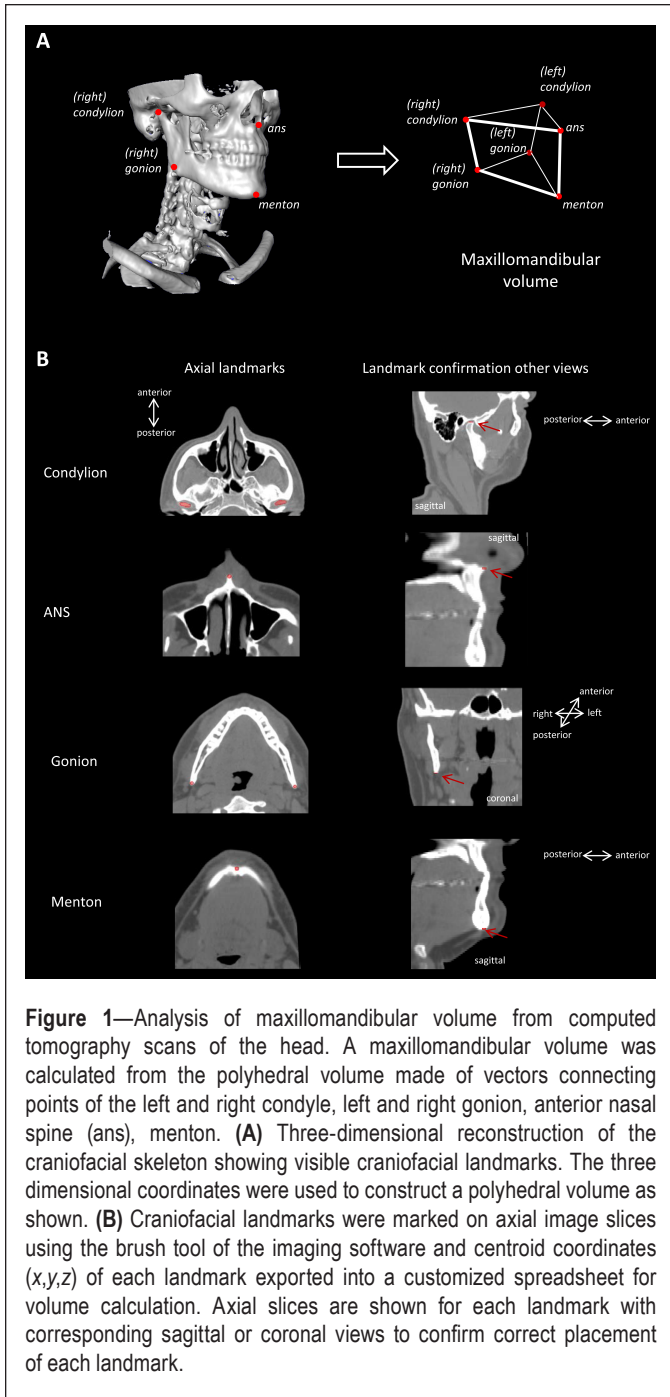 A
(right)
condylion
ans
(right)
gonion
menton
(left)
condylion
(right)
condylion
(left)
gonion
ans
(right)
gonion
menton
Maxillomandibular
volume
B
Axial landmarks
Landmark confirmation other views
anterior
posterior
posterior
anterior
Condylion
sagittal
sagittal
ANS
anterior
right
left
posterior
Gonion
coronal
posterior
anterior
Menton
sagittal
Figure 1—Analysis of maxillomandibular volume from computed
tomography scans of the head. A maxillomandibular volume was
calculated from the polyhedral volume made of vectors connecting
points of the left and right condyle, left and right gonion, anterior nasal
spine (ans), menton. (A) Three-dimensional reconstruction of the
craniofacial skeleton showing visible craniofacial landmarks. The three
dimensional coordinates were used to construct a polyhedral volume as
shown. (B) Craniofacial landmarks were marked on axial image slices
using the brush tool of the imaging software and centroid coordinates
(x,y,z) of each landmark exported into a customized spreadsheet for
volume calculation. Axial slices are shown for each landmark with
corresponding sagittal or coronal views to confirm correct placement
of each landmark.